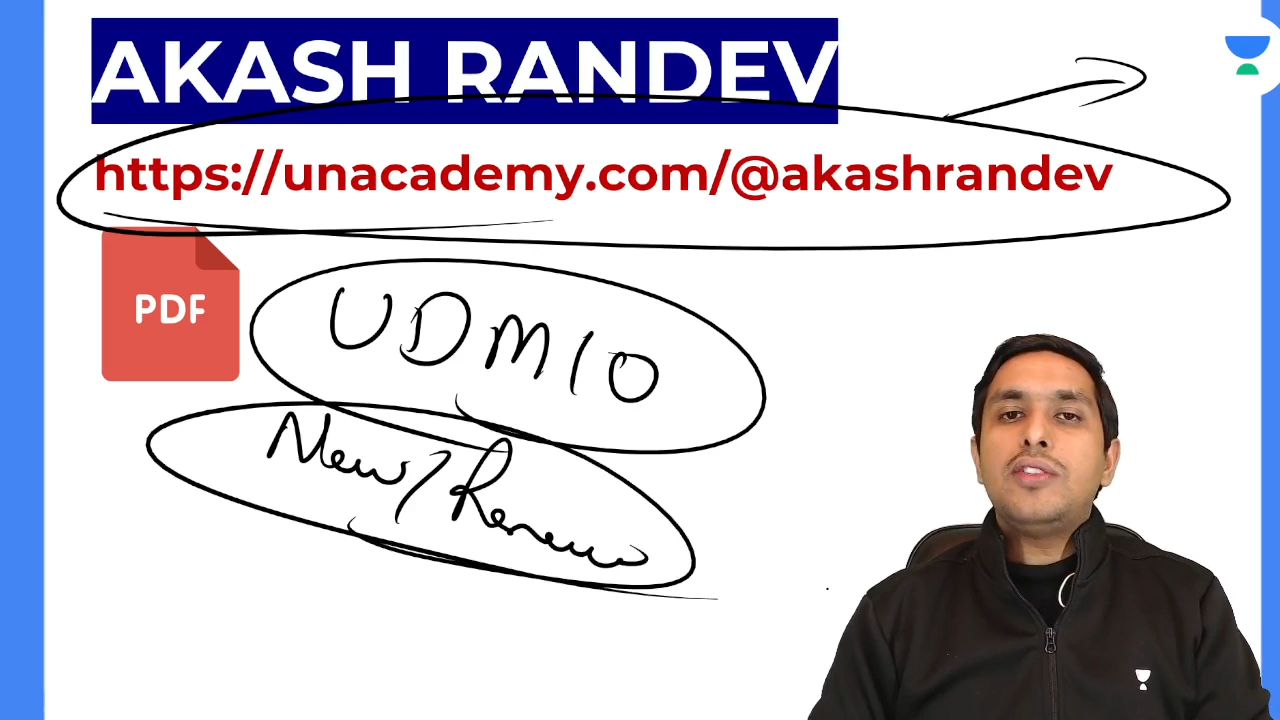 AKASH RANDEV
https://unacademy.com/@akashrandev
PDF
UDM10
New/Renew